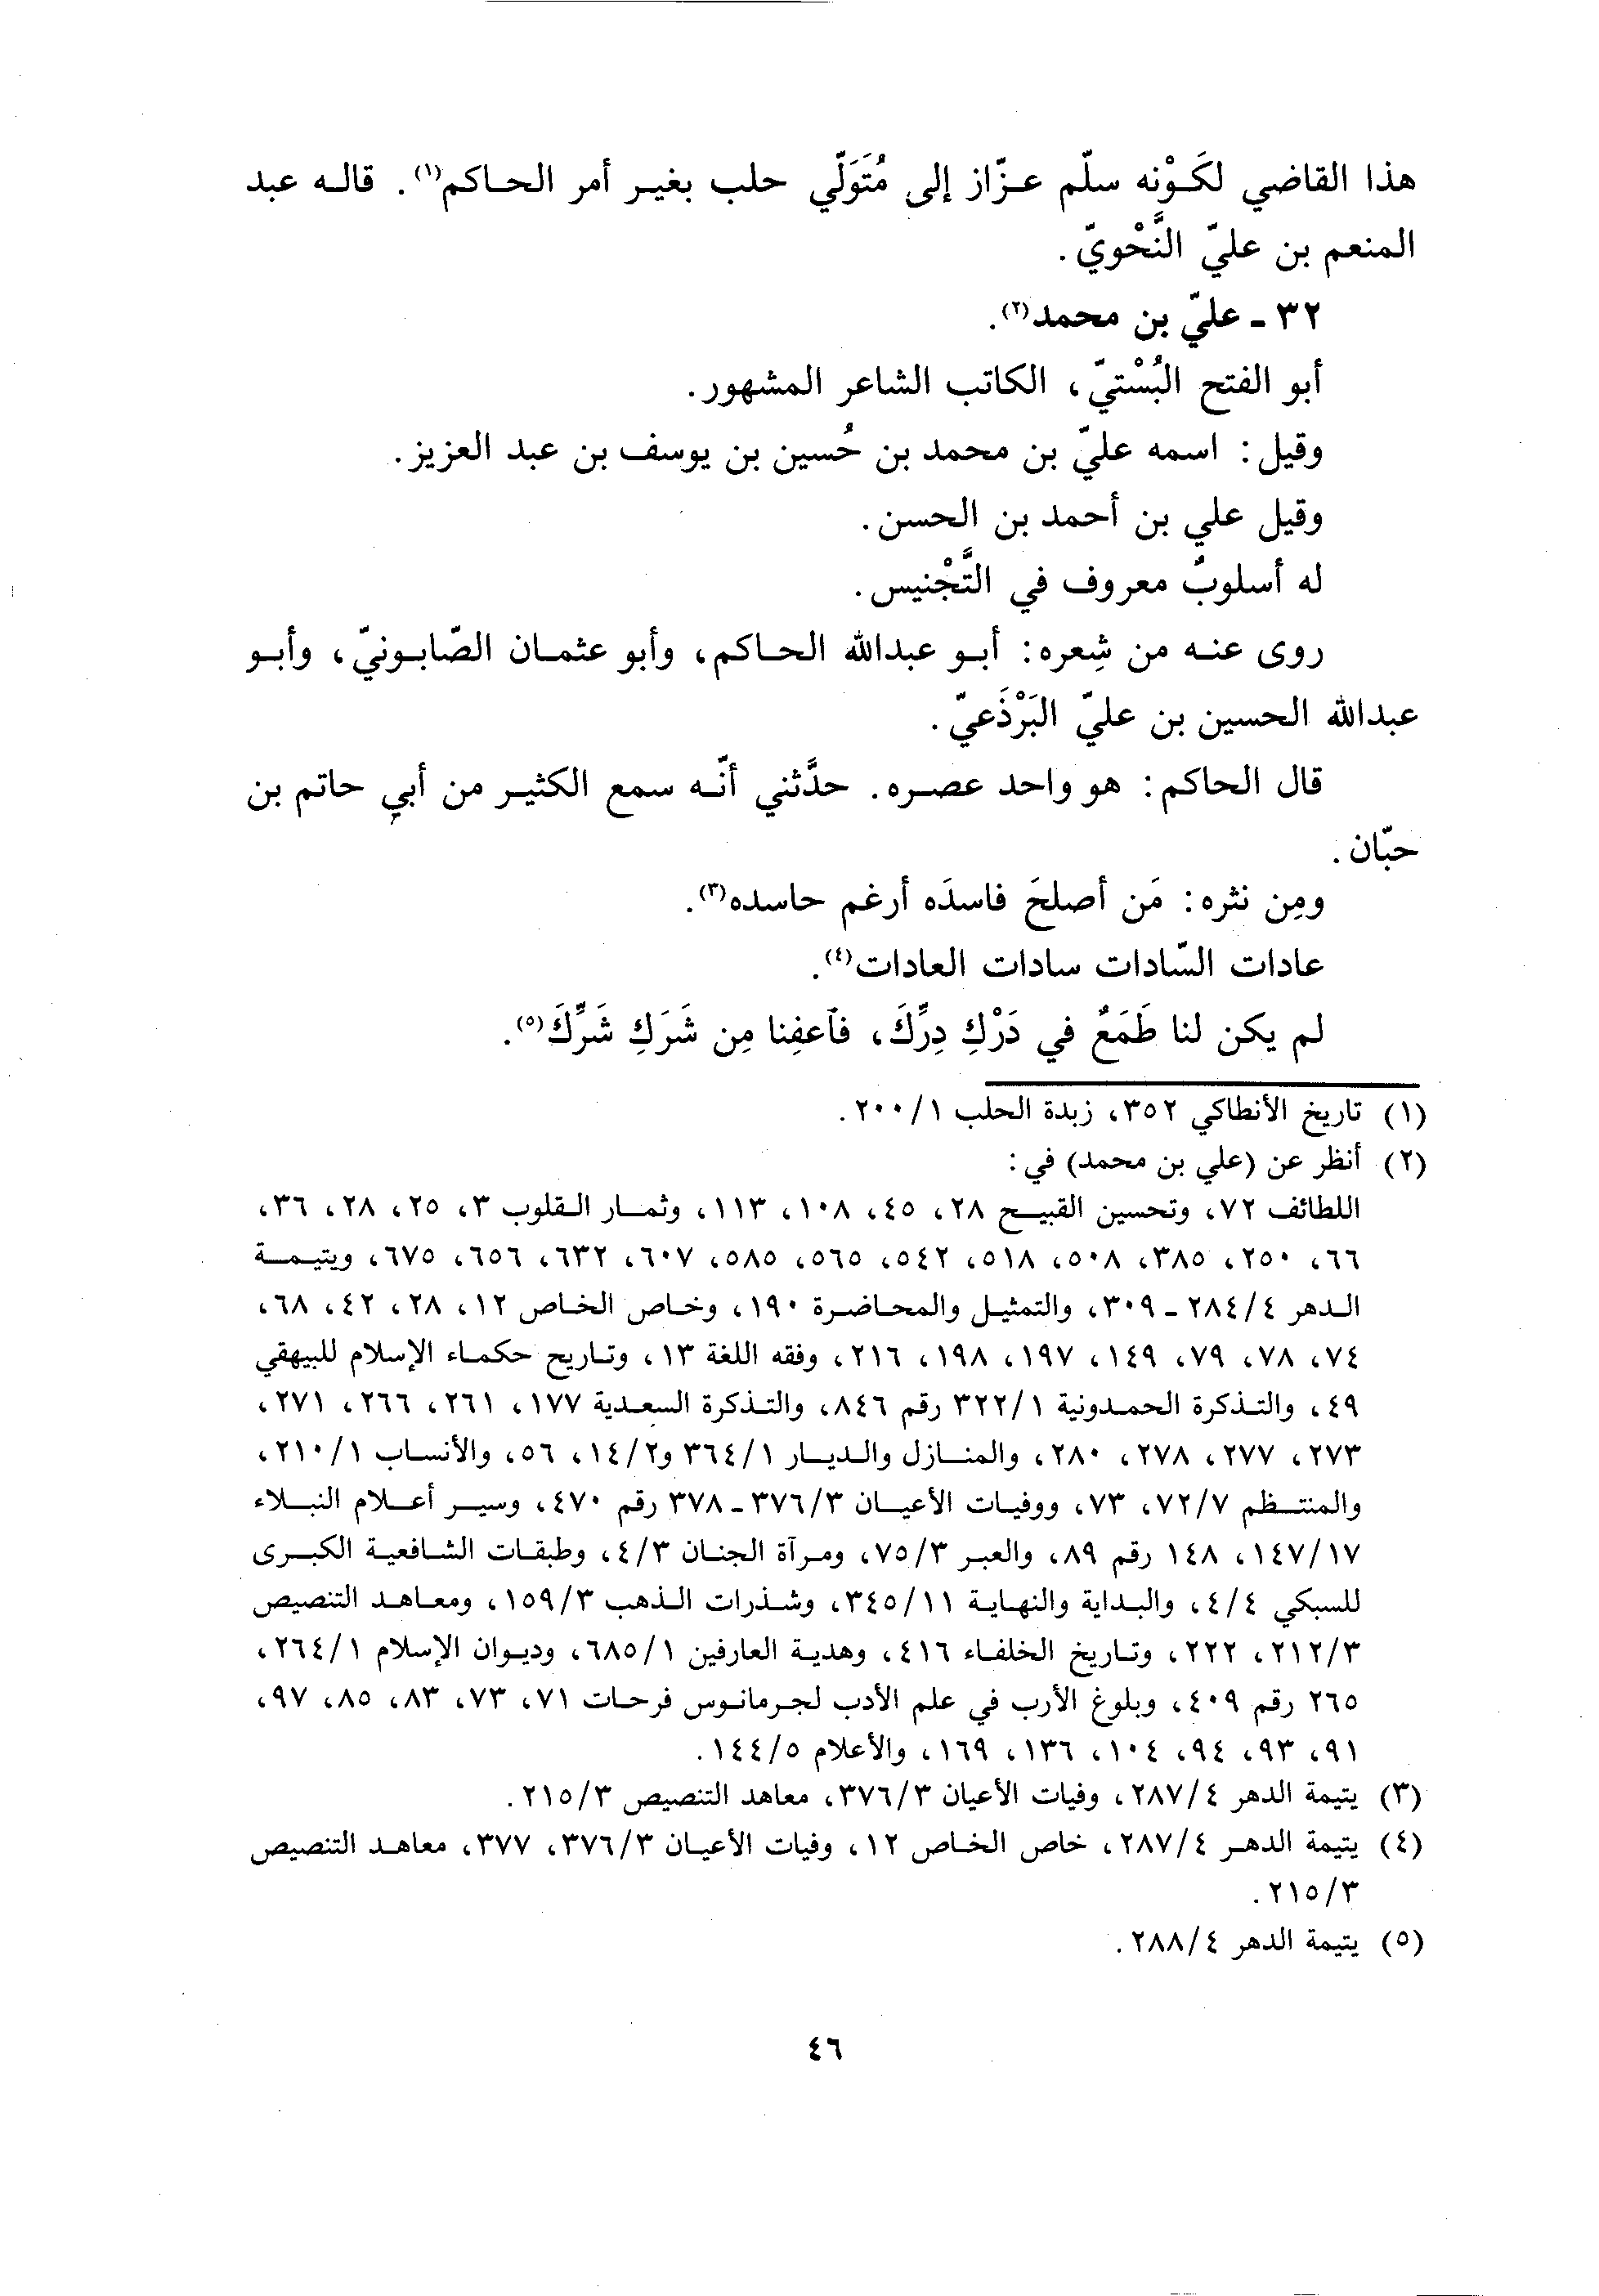 هذا القاضي لكَوْنه سلّم عزّاز إلى مُتَوَلّي حلب بغير أمر الحاكم(١). قاله عبد
المنعم بن عليّ النَّحْويّ.
٣٢ ـ عليّ بن محمد(٢).
أبو الفتح البُسْتيّ، الكاتب الشاعر المشهور.
وقيل: اسمه عليّ بن محمد بن حُسين بن يوسف بن عبد العزيز.
وقيل علي بن أحمد بن الحسن.
له أسلوبٌ معروف في التَّجْنيس.
روى عنه من شِعره: أبو عبدالله الحاكم، وأبو عثمان الصّابونيّ، وأبو
عبدالله الحسين بن عليّ البَرْذَعيّ.
قال الحاكم: هو واحد عصره. حدَّثني أنّه سمع الكثير من أبي حاتم بن
حبّان.
ومِن نثره: مَن أصلحَ فاسدَه أرغم حاسده(٣).
عادات السّادات سادات العادات(٤).
لم يكن لنا طَمَعٌ في دَرْكِ دِرِّكَ، فآعفِنا مِن شَرَكِ شَرِّكَ(٥).
(١) تاريخ الأنطاكي ٣٥٢، زبدة الحلب ٢٠٠/١.
(٢) أنظر عن (علي بن محمد) في:
اللطائف ٧٢، وتحسين القبيح ٢٨، ٤٥، ١٠٨، ١١٣، وثمار القلوب ٣، ٢٥، ٢٨، ٣٦،
٦٦، ٢٥٠، ٣٨٥، ٥٠٨، ٥١٨، ٥٤٢، ٥٦٥، ٥٨٥، ٦٠٧، ٦٣٢، ٦٥٦، ٦٧٥، ويتيمة
الدهر ٢٨٤/٤ ـ ٣٠٩، والتمثيل والمحاضرة ١٩٠، وخاص الخاص ١٢، ٢٨، ٤٢، ٦٨،
٧٤، ٧٨، ٧٩، ١٤٩، ١٩٧، ١٩٨، ٢١٦، وفقه اللغة ١٣، وتاريح حكماء الإسلام للبيهقي
٤٩، والتذكرة الحمدونية ٣٢٢/١ رقم ٨٤٦، والتذكرة السعدية ١٧٧، ٢٦١، ٢٦٦، ٢٧١،
٢٧٣، ٢٧٧، ٢٧٨، ٢٨٠، والمنازل والديار ٣٦٤/١ و١٤/٢، ٥٦، والأنساب ٢١٠/١،
والمنتظم ٧٢/٧، ٧٣، ووفيات الأعيان ٣٧٦/٣ ـ ٣٧٨ رقم ٤٧٠، وسير أعلام النبلاء
١٤٧/١٧، ١٤٨ رقم ٨٩، والعبر ٧٥/٣، ومرآة الجنان ٤/٣، وطبقات الشافعية الكبرى
للسبكي ٤/٤، والبداية والنهاية ٣٤٥/١١، وشذرات الذهب ١٥٩/٣، ومعاهد التنصيص
٢١٢/٣، ٢٢٢، وتاريخ الخلفاء ٤١٦، وهدية العارفين ٦٨٥/١، وديوان الإسلام ٢٦٤/١،
٢٦٥ رقم ٤٠٩، وبلوغ الأرب في علم الأدب لجرمانوس فرحات ٧١، ٧٣، ٨٣، ٨٥، ٩٧،
٩١، ٩٣، ٩٤، ١٠٤، ١٣٦، ١٦٩، والأعلام ١٤٤/٥.
(٣) يتيمة الدهر ٢٨٧/٤، وفيات الأعيان ٣٧٦/٣، معاهد التنصيص ٢١٥/٣.
(٤) يتيمة الدهر ٢٨٧/٤، خاص الخاص ١٢، وفيات الأعيان ٣٧٦/٣، ٣٧٧، معاهد التنصيص
٢١٥/٣.
(٥) يتيمة الدهر ٢٨٨/٤.
٤٦